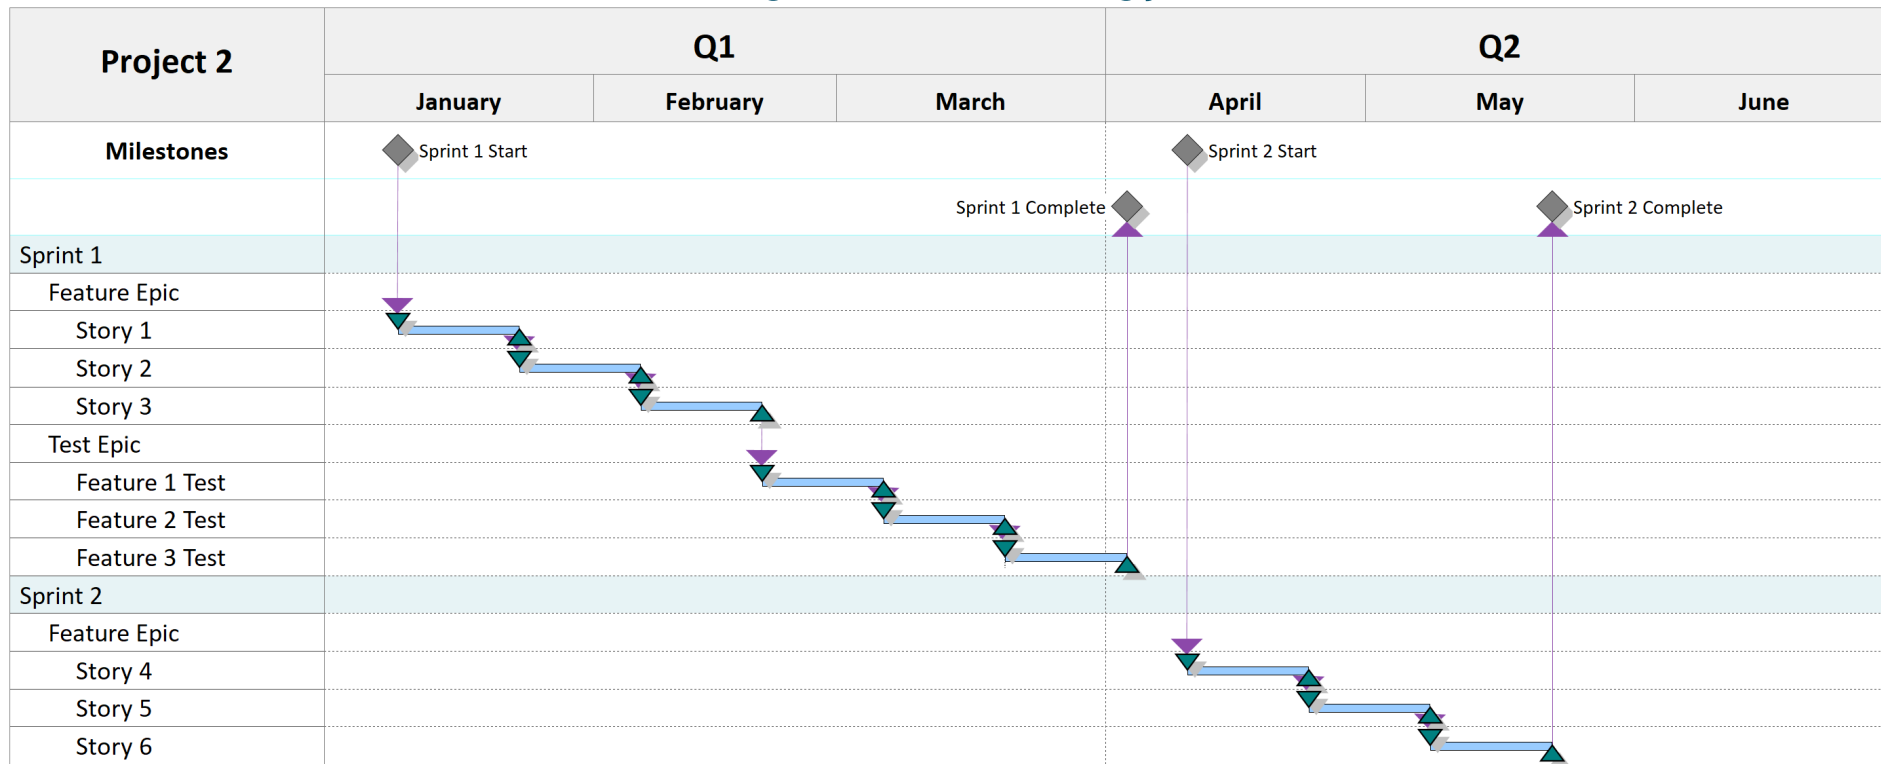 Project 2
Q1
Q2
January
February
March
April
May
June
Milestones
Sprint 1 Start
Sprint 2 Start
Sprint 1 Complete
Sprint 2 Complete
Sprint 1
Feature Epic
Story 1
Story 2
Story 3
Test Epic
Feature 1 Test
Feature 2 Test
Feature 3 Test
Sprint 2
Feature Epic
Story 4
Story 5
Story 6